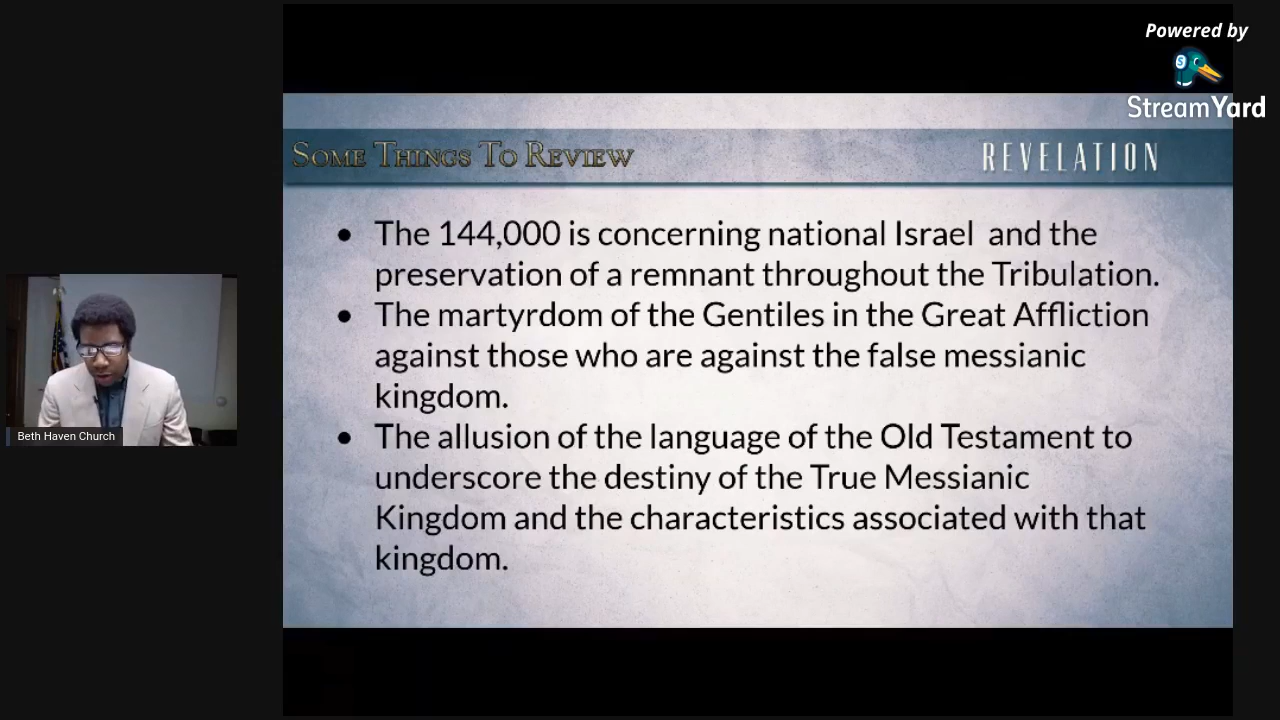 Powered by
StreamYard
SOME THINGS TO REVIEW
REVELATION
• The 144,000 is concerning national Israel  and the
preservation of a remnant throughout the Tribulation.
• The martyrdom of the Gentiles in the Great Affliction
against those who are against the false messianic
kingdom.
• The allusion of the language of the Old Testament to
underscore the destiny of the True Messianic
Kingdom and the characteristics associated with that
kingdom.
Beth Haven Church